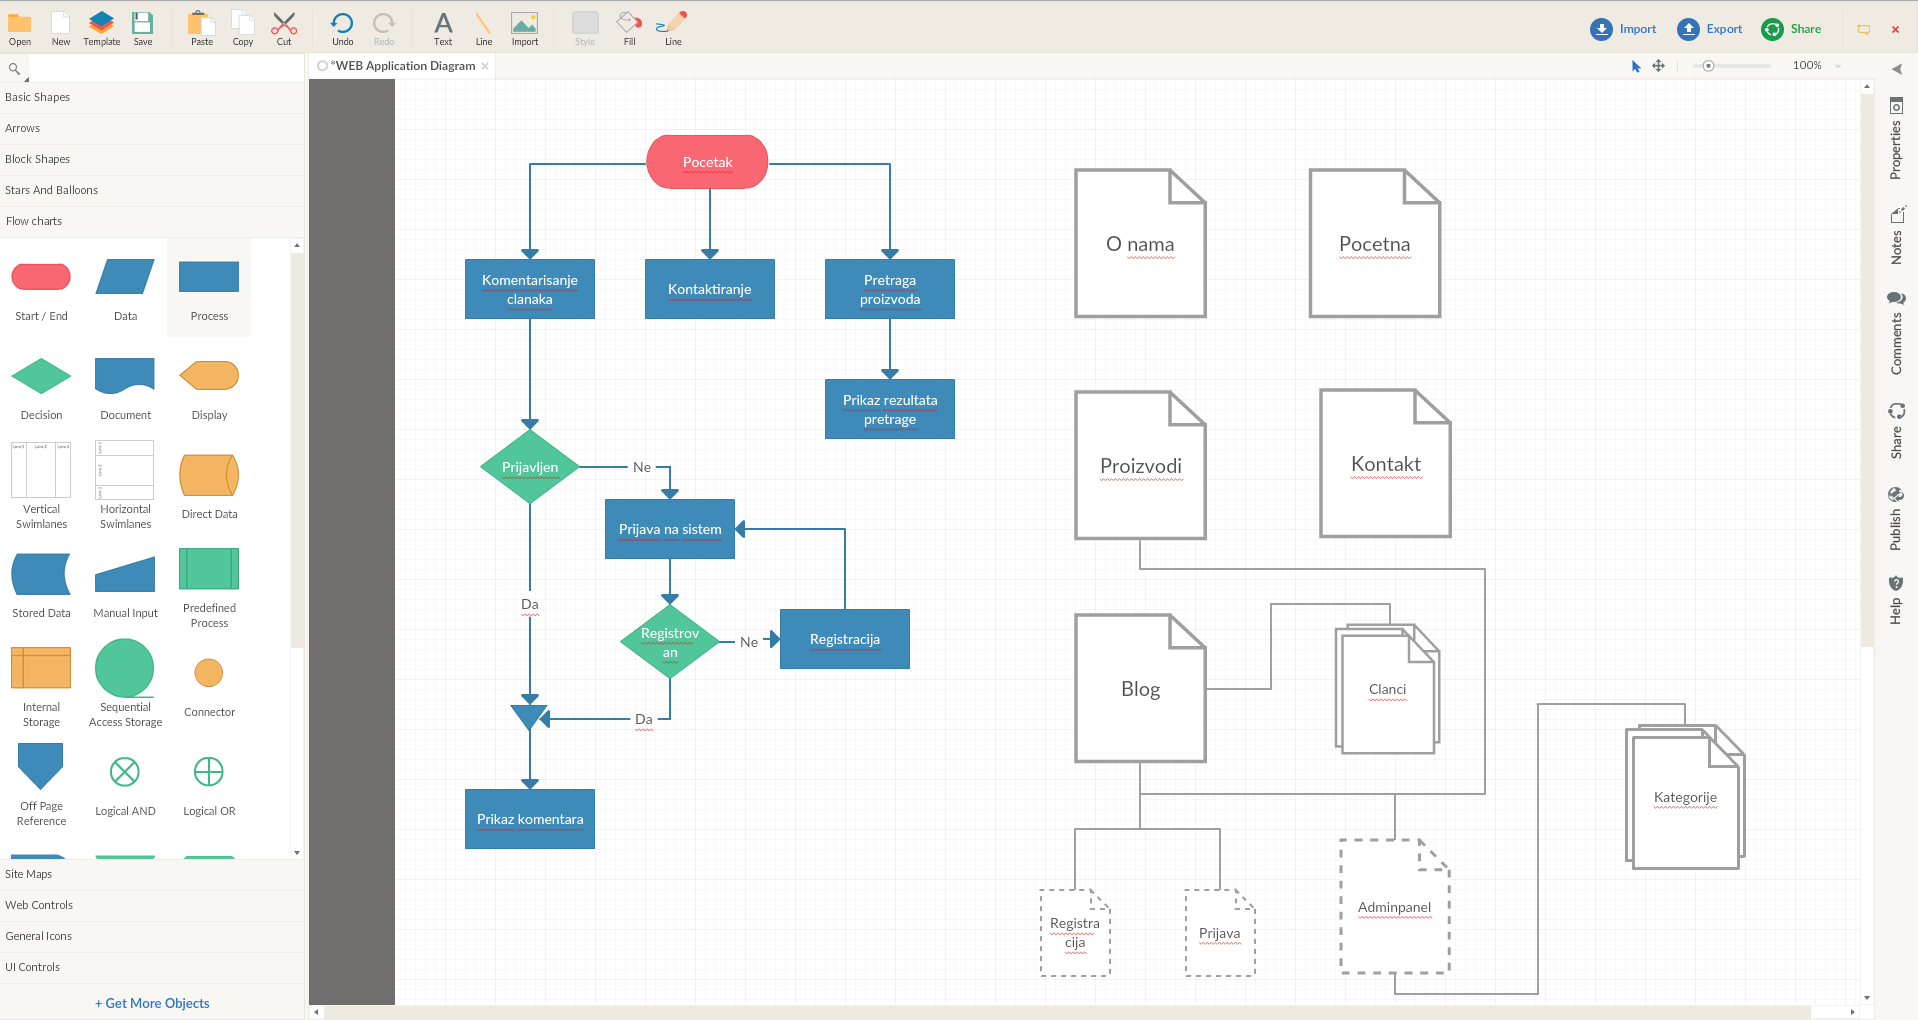 Open New Template Save Paste Copy Cut Undo Redo Text Line Import Style Fill Line
Import Export Share
*WEB Application Diagram
100%
Basic Shapes
Arrows
Block Shapes
Stars And Balloons
Flow charts
Start / End Data Process
Decision Document Display
Vertical
Swimlanes
Horizontal
Swimlanes
Direct Data
Stored Data Manual Input
Predefined
Process
Internal
Storage
Sequential
Access Storage
Connector
Off Page
Reference
Logical AND Logical OR
Site Maps
Web Controls
General Icons
UI Controls
+ Get More Objects
Pocetak
Komentarisanje
clanaka
Kontaktiranje
Pretraga
proizvoda
Prikaz rezultata
pretrage
Prijavljen
Ne
Prijava na sistem
Da
Registrov
an
Ne
Registracija
Da
Prikaz komentara
O nama
Pocetna
Proizvodi
Kontakt
Blog
Clanci
Kategorije
Registra
cija
Prijava
Adminpanel
Properties
Notes
Comments
Share
Publish
Help